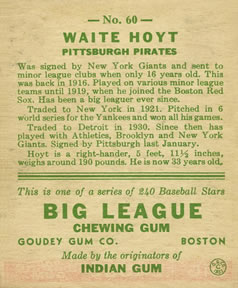 — No. 60 —
WAITE HOYT
PITTSBURGH PIRATES
Was signed by New York Giants and sent to
minor league clubs when only 16 years old. This
was back in 1916. Played on various minor league
teams until 1919, when he joined the Boston Red
Sox. Has been a big leaguer ever since.
Traded to New York in 1921. Pitched in 6
world series for the Yankees and won all his games.
Traded to Detroit in 1930. Since then has
played with Athletics, Brooklyn and New York
Giants. Signed by Pittsburgh last January.
Hoyt is a right-hander, 5 feet, 11½ inches,
weighs around 190 pounds. He is now 33 years old.
This is one of a series of 240 Baseball Stars
BIG LEAGUE
CHEWING GUM
GOUDEY GUM CO. BOSTON
Made by the originators of
INDIAN GUM